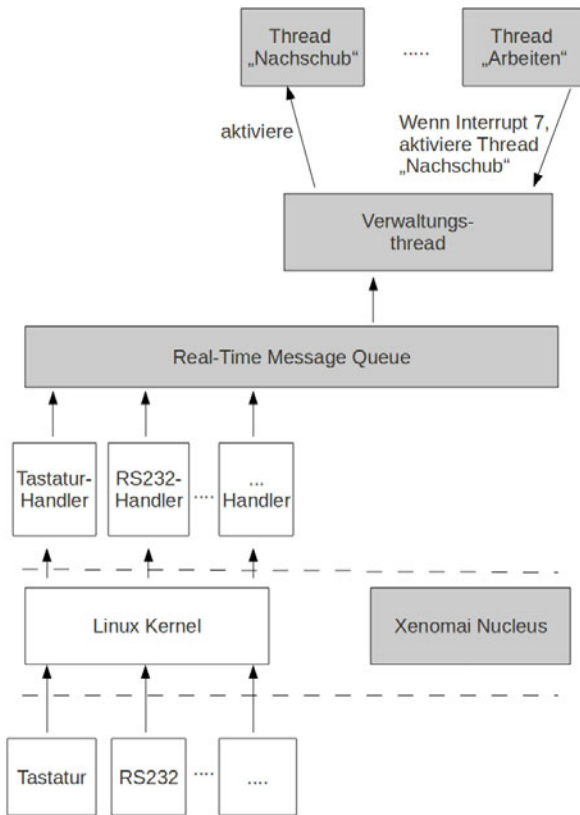 Thread
„Nachschub“
.....
Thread
„Arbeiten“
aktiviere
Wenn Interrupt 7,
aktiviere Thread
„Nachschub“
Verwaltungs-
thread
Real-Time Message Queue
Tastatur-
Handler
RS232-
Handler
....
...
Handler
Linux Kernel
Xenomai Nucleus
Tastatur
RS232
....
....